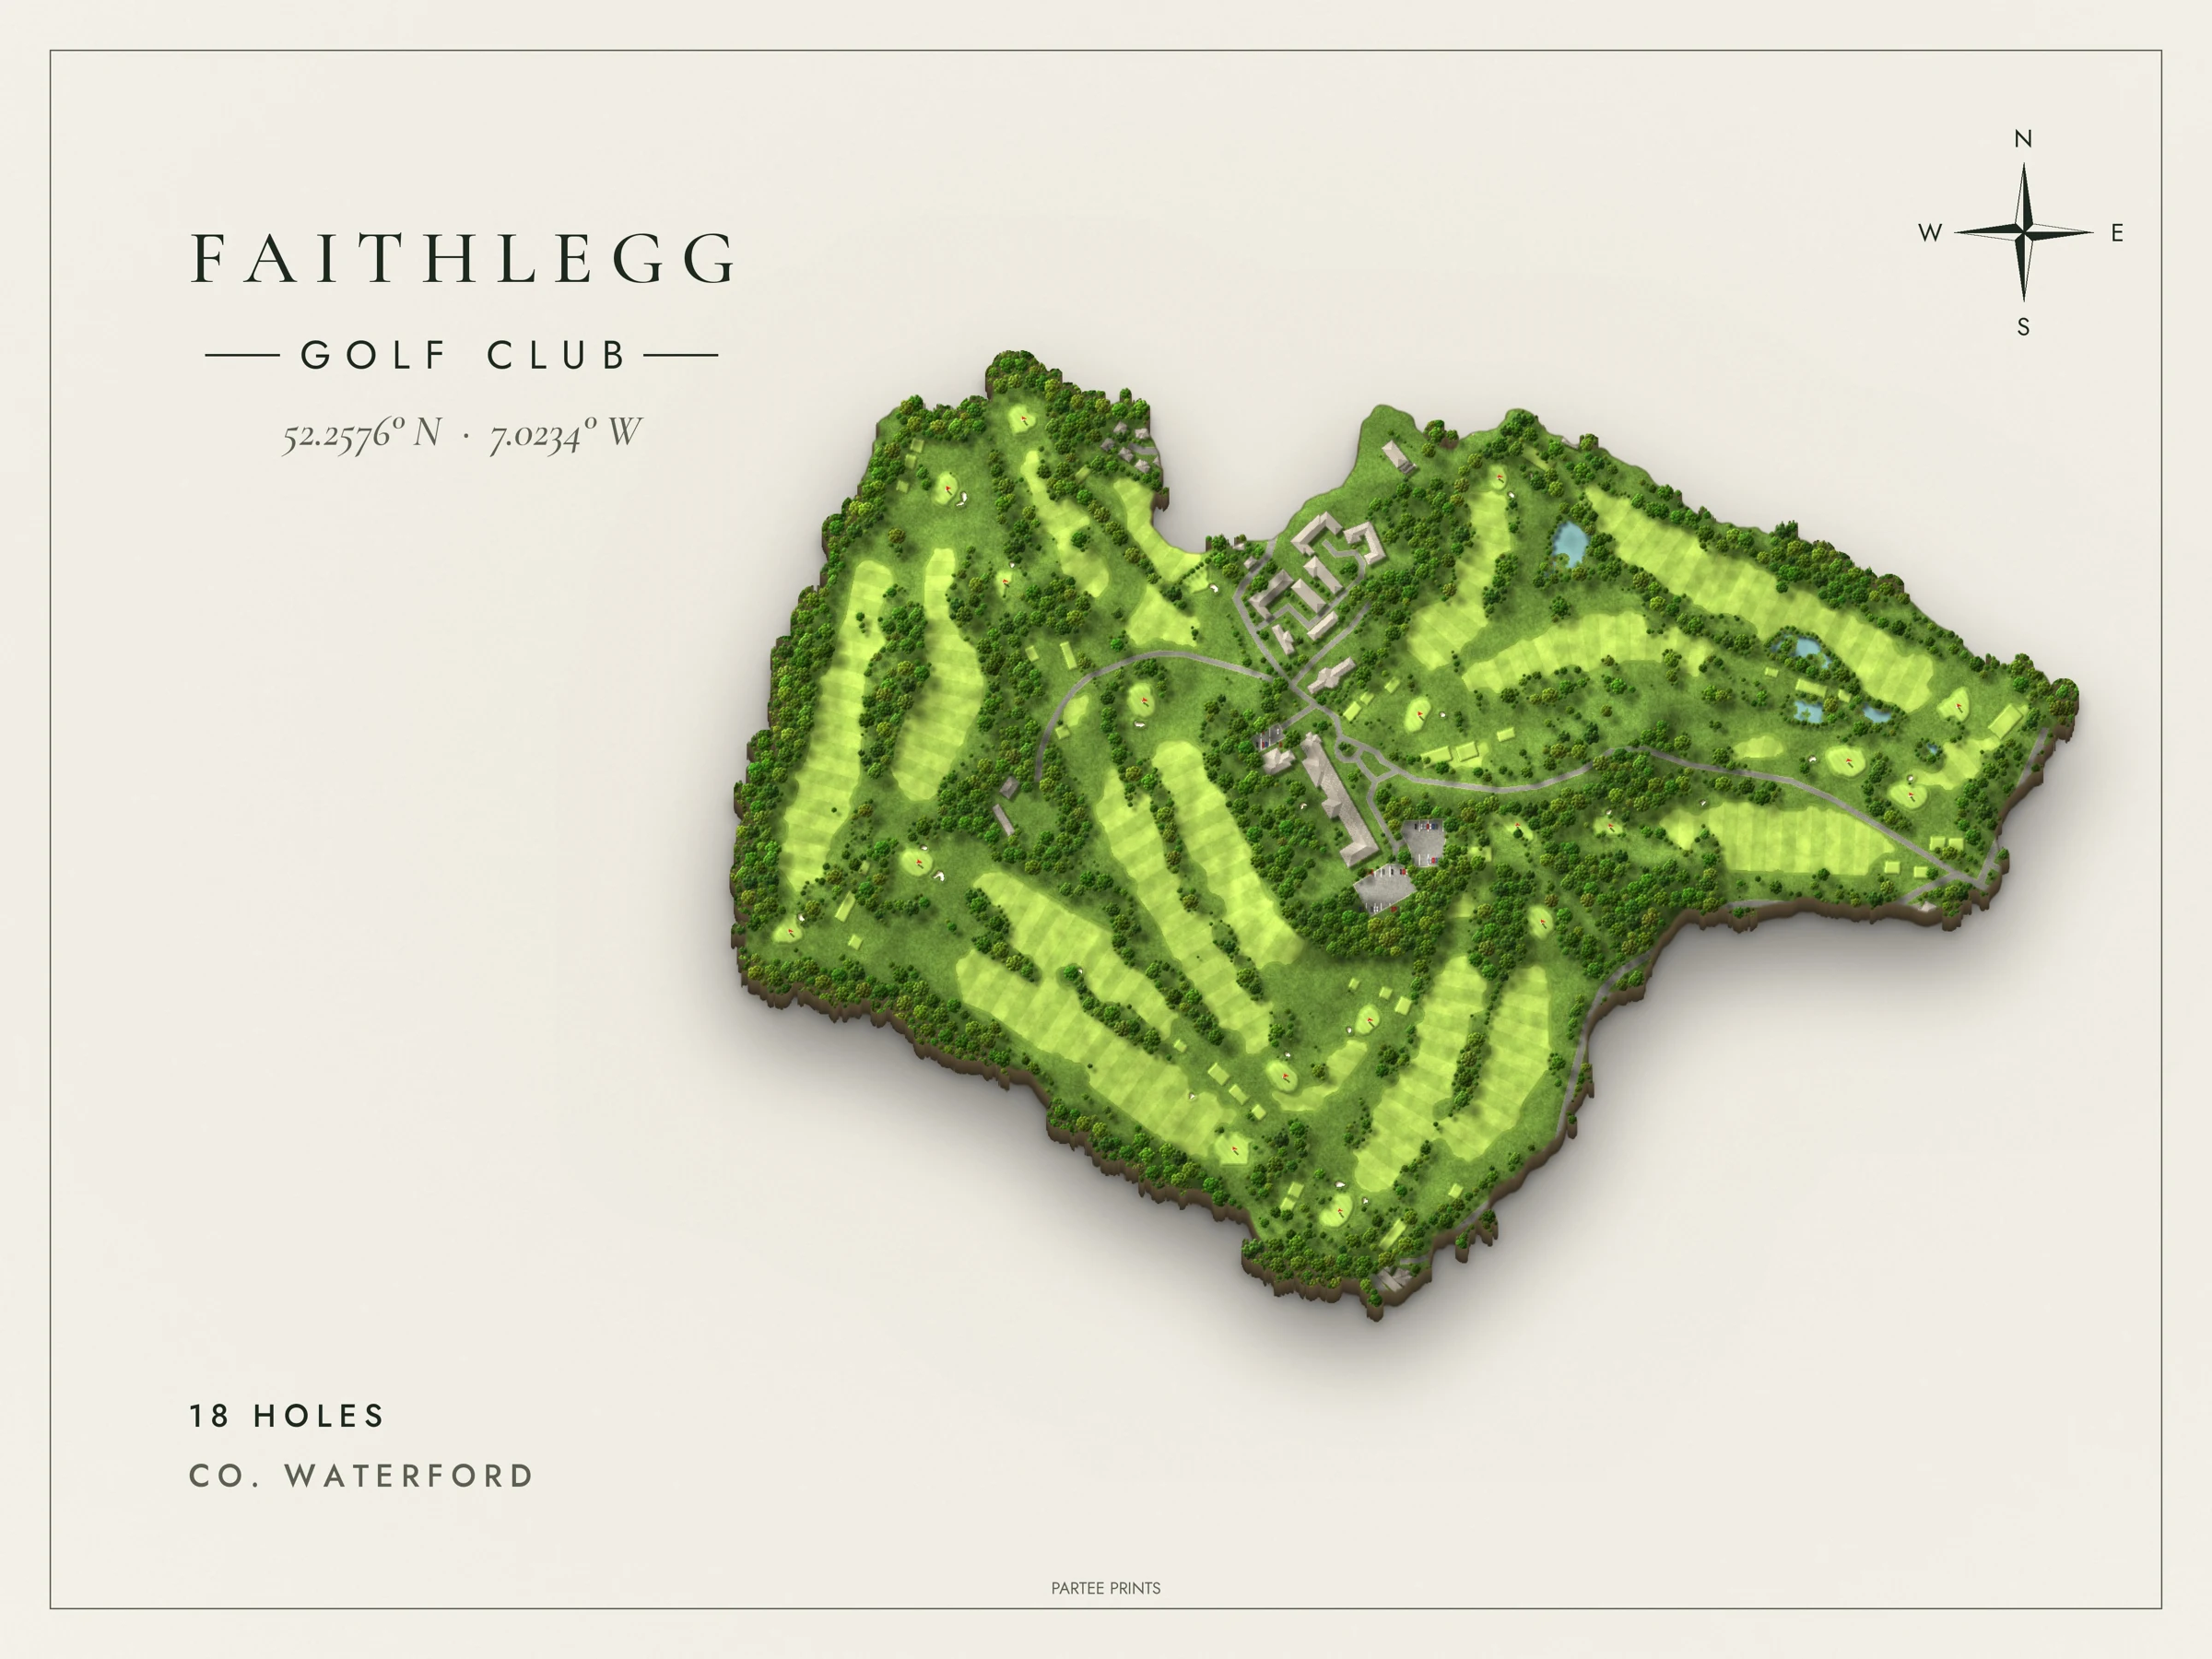 FAITHLEGG
GOLF CLUB
52.2576° N · 7.0234° W
N
W E
S
18 HOLES
CO. WATERFORD
PARTEE PRINTS